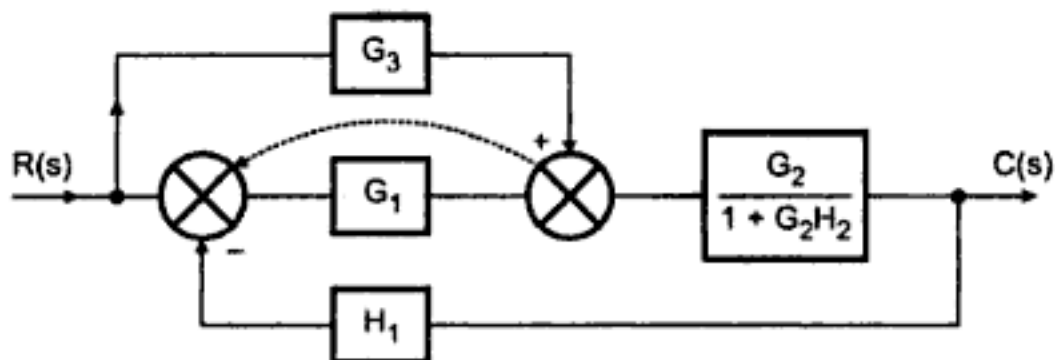 G₃
+
R(s)
G₁
G₂
1 + G₂H₂
C(s)
−
H₁